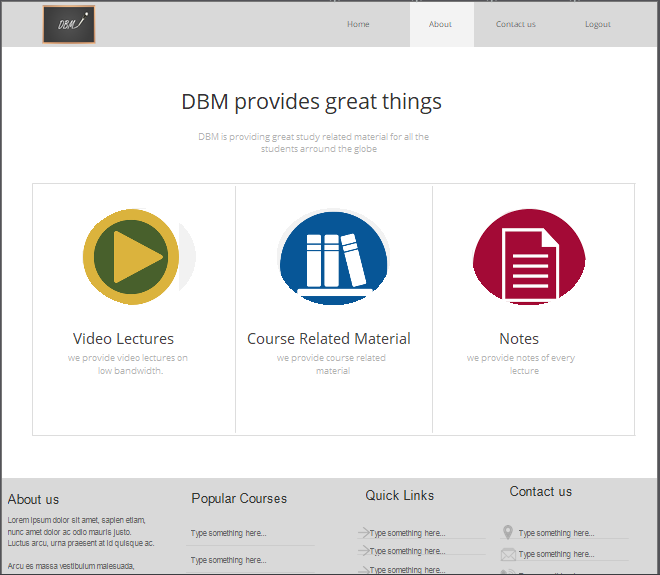 DBM
Home
About
Contact us
Logout
DBM provides great things
DBM is providing great study related material for all the
students arround the globe
Video Lectures
we provide video lectures on
low bandwidth.
Course Related Material
we provide course related
material
Notes
we provide notes of every
lecture
About us
Lorem ipsum dolor sit amet, sapien etiam,
nunc amet dolor ac odio mauris justo.
Luctus arcu, urna praesent at id quisque ac.
Arcu es massa vestibulum malesuada,
Popular Courses
Type something here...
Type something here...
Quick Links
Type something here...
Type something here...
Type something here...
Contact us
Type something here...
Type something here...
Type something here...